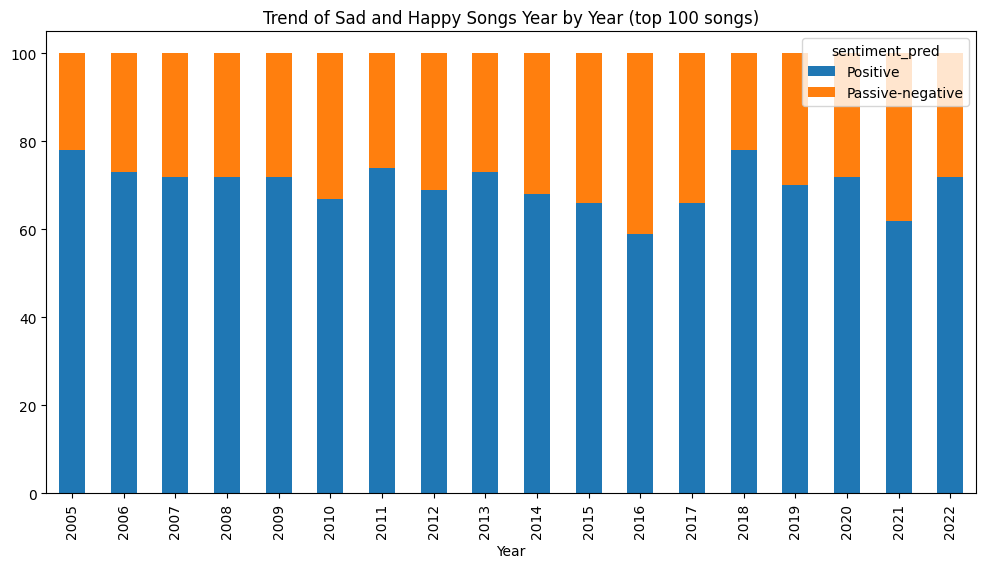 Trend of Sad and Happy Songs Year by Year (top 100 songs)
sentiment_pred
Positive
Passive-negative
100
80
60
40
20
0
2005 2006 2007 2008 2009 2010 2011 2012 2013 2014 2015 2016 2017 2018 2019 2020 2021 2022
Year